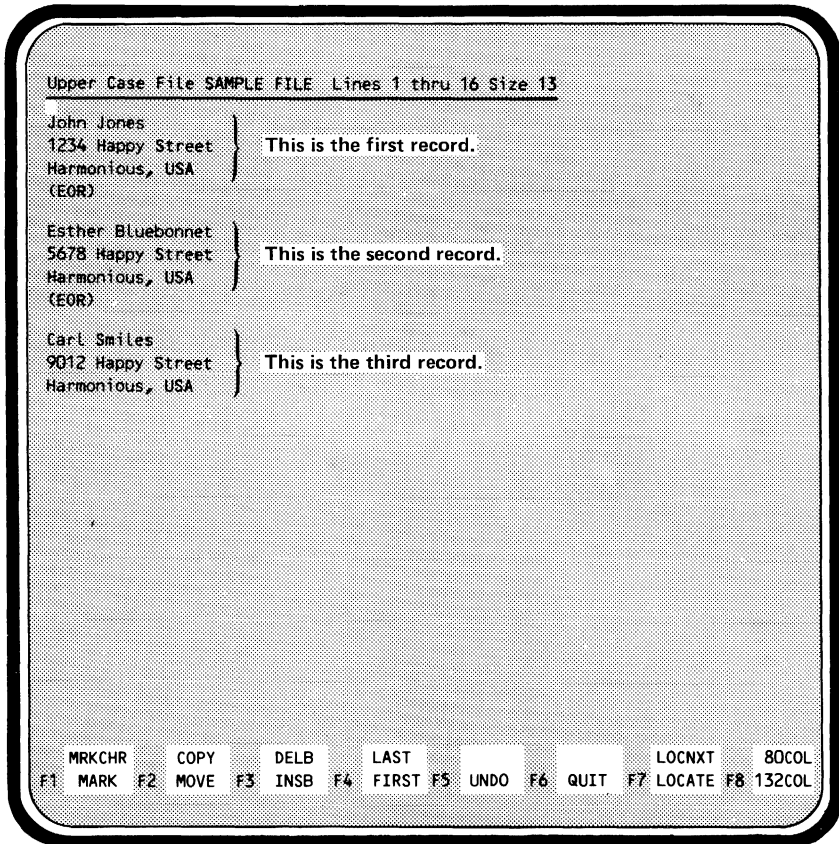 Upper Case File SAMPLE FILE  Lines 1 thru 16 Size 13
John Jones
1234 Happy Street
Harmonious, USA
(EOR)
This is the first record.
Esther Bluebonnet
5678 Happy Street
Harmonious, USA
(EOR)
This is the second record.
Carl Smiles
9012 Happy Street
Harmonious, USA
This is the third record.
MRKCHR COPY DELB LAST LOCNXT 80COL
F1 MARK F2 MOVE F3 INSB F4 FIRST F5 UNDO F6 QUIT F7 LOCATE F8 132COL